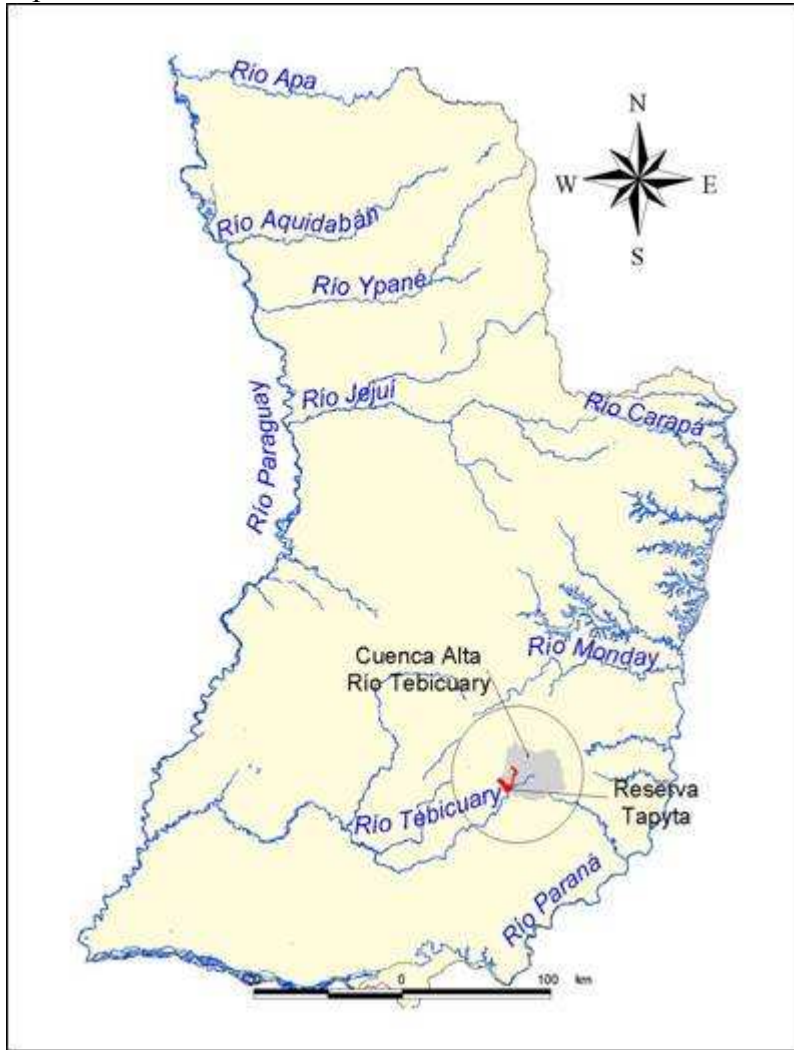 Río Apa
N
W E
S
Río Aquidabán
Río Ypané
Río Jejuí
Río Carapá
Río Paraguay
Río Monday
Cuenca Alta
Río Tebicuary
Río Tebicuary
Reserva
Tapyta
Río Paraná
0 100 km